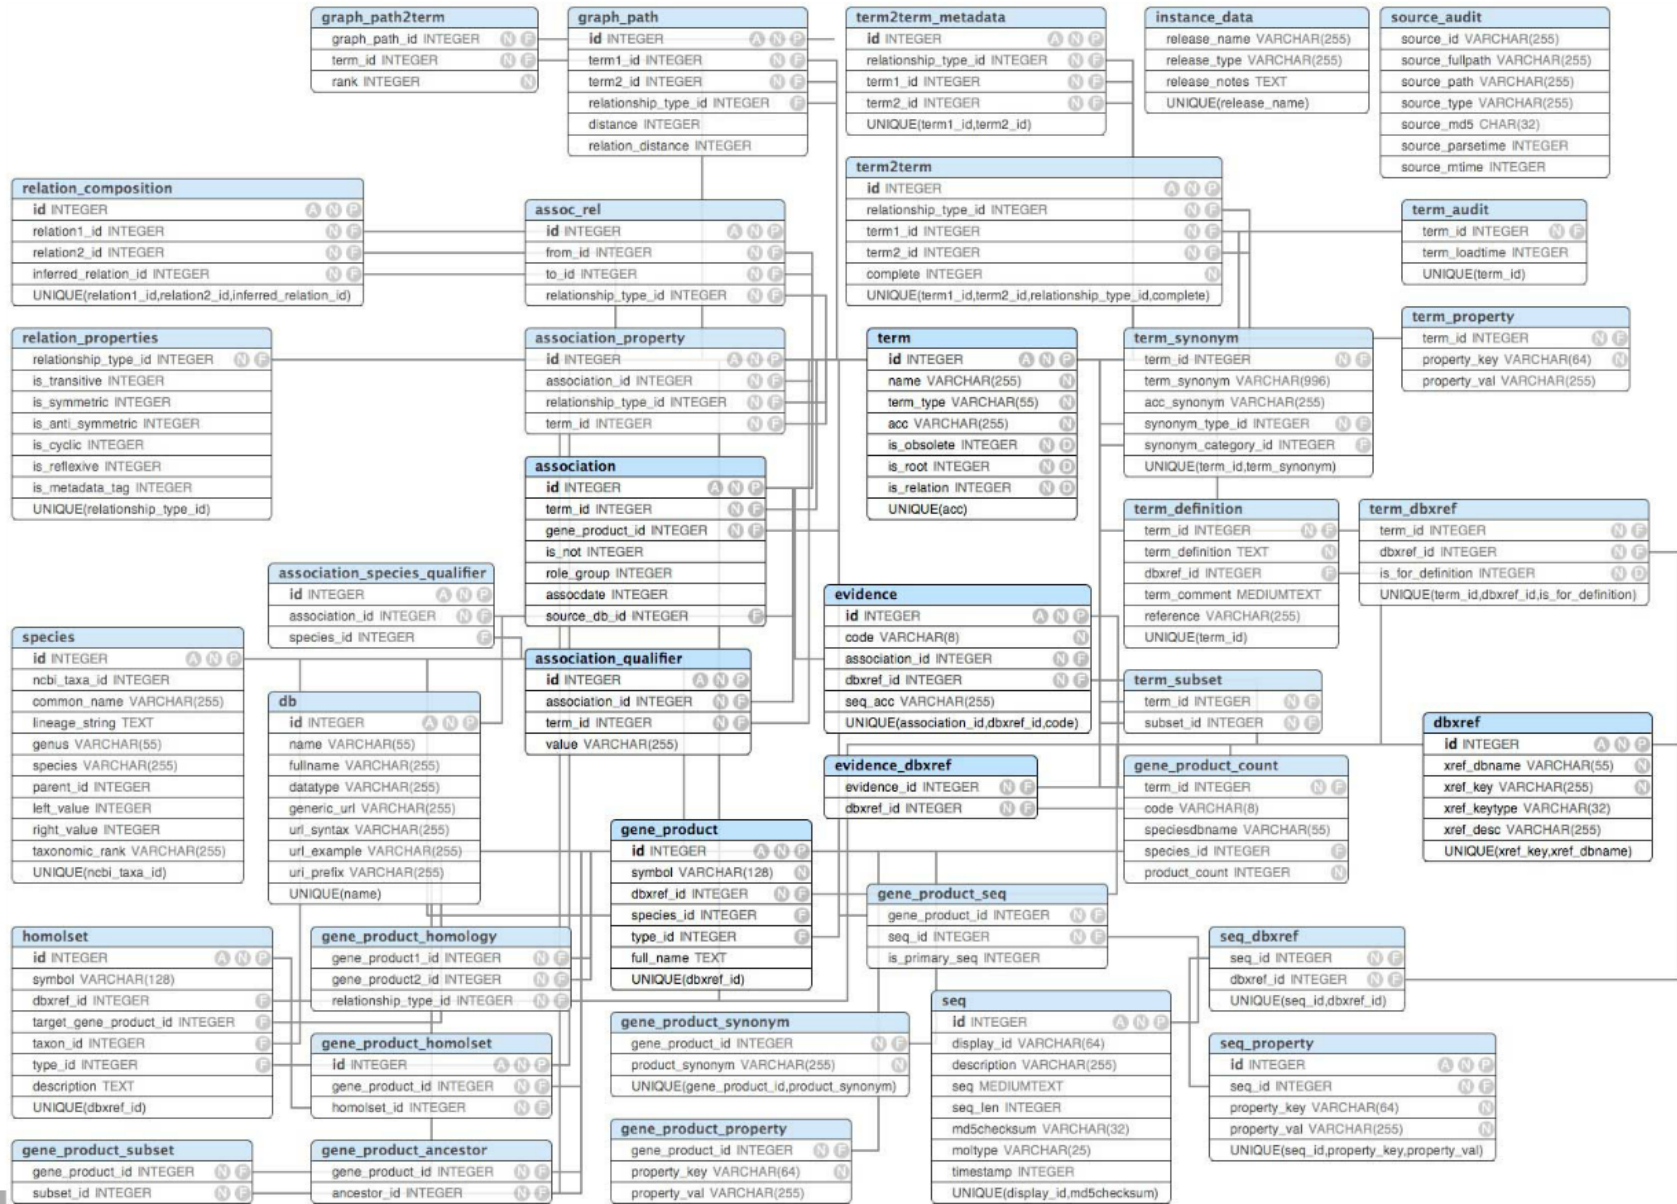 graph_path2term
graph_path_id INTEGER N F
term_id INTEGER N F
rank INTEGER N
graph_path
id INTEGER A N P
term1_id INTEGER N F
term2_id INTEGER N F
relationship_type_id INTEGER F
distance INTEGER
relation_distance INTEGER
term2term_metadata
id INTEGER A N P
relationship_type_id INTEGER N F
term1_id INTEGER N F
term2_id INTEGER N F
UNIQUE(term1_id,term2_id)
instance_data
release_name VARCHAR(255)
release_type VARCHAR(255)
release_notes TEXT
UNIQUE(release_name)
source_audit
source_id VARCHAR(255)
source_fullpath VARCHAR(255)
source_path VARCHAR(255)
source_type VARCHAR(255)
source_md5 CHAR(32)
source_parsetime INTEGER
source_mtime INTEGER
relation_composition
id INTEGER A N P
relation1_id INTEGER N F
relation2_id INTEGER N F
inferred_relation_id INTEGER N F
UNIQUE(relation1_id,relation2_id,inferred_relation_id)
assoc_rel
id INTEGER A N P
from_id INTEGER N F
to_id INTEGER N F
relationship_type_id INTEGER N F
term2term
id INTEGER A N P
relationship_type_id INTEGER N F
term1_id INTEGER N F
term2_id INTEGER N F
complete INTEGER N
UNIQUE(term1_id,term2_id,relationship_type_id,complete)
term_audit
term_id INTEGER N F
term_loadtime INTEGER
UNIQUE(term_id)
relation_properties
relationship_type_id INTEGER N F
is_transitive INTEGER
is_symmetric INTEGER
is_anti_symmetric INTEGER
is_cyclic INTEGER
is_reflexive INTEGER
is_metadata_tag INTEGER
UNIQUE(relationship_type_id)
association_property
id INTEGER A N P
association_id INTEGER N F
relationship_type_id INTEGER N F
term_id INTEGER N F
term
id INTEGER A N P
name VARCHAR(255) N
term_type VARCHAR(55) N
acc VARCHAR(255) N
is_obsolete INTEGER N D
is_root INTEGER N D
is_relation INTEGER N D
UNIQUE(acc)
term_synonym
term_id INTEGER N F
term_synonym VARCHAR(996)
acc_synonym VARCHAR(255)
synonym_type_id INTEGER N F
synonym_category_id INTEGER F
UNIQUE(term_id,term_synonym)
term_property
term_id INTEGER N F
property_key VARCHAR(64) N
property_val VARCHAR(255)
association
id INTEGER A N P
term_id INTEGER N F
gene_product_id INTEGER N F
is_not INTEGER
role_group INTEGER
assocdate INTEGER
source_db_id INTEGER F
term_definition
term_id INTEGER N F
term_definition TEXT N
dbxref_id INTEGER F
term_comment MEDIUMTEXT
reference VARCHAR(255)
UNIQUE(term_id)
term_dbxref
term_id INTEGER N F
dbxref_id INTEGER N F
is_for_definition INTEGER N D
UNIQUE(term_id,dbxref_id,is_for_definition)
association_species_qualifier
id INTEGER A N P
association_id INTEGER N F
species_id INTEGER F
evidence
id INTEGER A N P
code VARCHAR(8) N
association_id INTEGER N F
dbxref_id INTEGER N F
seq_acc VARCHAR(255)
UNIQUE(association_id,dbxref_id,code)
species
id INTEGER A N P
ncbi_taxa_id INTEGER
common_name VARCHAR(255)
lineage_string TEXT
genus VARCHAR(55)
species VARCHAR(255)
parent_id INTEGER
left_value INTEGER
right_value INTEGER
taxonomic_rank VARCHAR(255)
UNIQUE(ncbi_taxa_id)
association_qualifier
id INTEGER A N P
association_id INTEGER N F
term_id INTEGER N F
value VARCHAR(255)
db
id INTEGER A N P
name VARCHAR(55)
fullname VARCHAR(255)
datatype VARCHAR(255)
generic_url VARCHAR(255)
url_syntax VARCHAR(255)
url_example VARCHAR(255)
uri_prefix VARCHAR(255)
UNIQUE(name)
term_subset
term_id INTEGER N F
subset_id INTEGER N F
dbxref
id INTEGER A N P
xref_dbname VARCHAR(55) N
xref_key VARCHAR(255) N
xref_keytype VARCHAR(32)
xref_desc VARCHAR(255)
UNIQUE(xref_key,xref_dbname)
evidence_dbxref
evidence_id INTEGER N F
dbxref_id INTEGER N F
gene_product_count
term_id INTEGER N F
code VARCHAR(8)
speciesdbname VARCHAR(55)
species_id INTEGER F
product_count INTEGER N
gene_product
id INTEGER A N P
symbol VARCHAR(128) N
dbxref_id INTEGER N F
species_id INTEGER F
type_id INTEGER F
full_name TEXT
UNIQUE(dbxref_id)
gene_product_seq
gene_product_id INTEGER N F
seq_id INTEGER N F
is_primary_seq INTEGER
homolset
id INTEGER A N P
symbol VARCHAR(128)
dbxref_id INTEGER F
target_gene_product_id INTEGER F
taxon_id INTEGER F
type_id INTEGER F
description TEXT
UNIQUE(dbxref_id)
gene_product_homology
gene_product1_id INTEGER N F
gene_product2_id INTEGER N F
relationship_type_id INTEGER N F
seq_dbxref
seq_id INTEGER N F
dbxref_id INTEGER N F
UNIQUE(seq_id,dbxref_id)
seq
id INTEGER A N P
display_id VARCHAR(64)
description VARCHAR(255)
seq MEDIUMTEXT
seq_len INTEGER
md5checksum VARCHAR(32)
moltype VARCHAR(25)
timestamp INTEGER
UNIQUE(display_id,md5checksum)
gene_product_synonym
gene_product_id INTEGER N F
product_synonym VARCHAR(255) N
UNIQUE(gene_product_id,product_synonym)
gene_product_homolset
id INTEGER A N P
gene_product_id INTEGER N F
homolset_id INTEGER N F
seq_property
id INTEGER A N P
seq_id INTEGER N F
property_key VARCHAR(64) N
property_val VARCHAR(255) N
UNIQUE(seq_id,property_key,property_val)
gene_product_property
gene_product_id INTEGER N F
property_key VARCHAR(64) N
property_val VARCHAR(255)
gene_product_subset
gene_product_id INTEGER N F
subset_id INTEGER N F
gene_product_ancestor
gene_product_id INTEGER N F
ancestor_id INTEGER N F